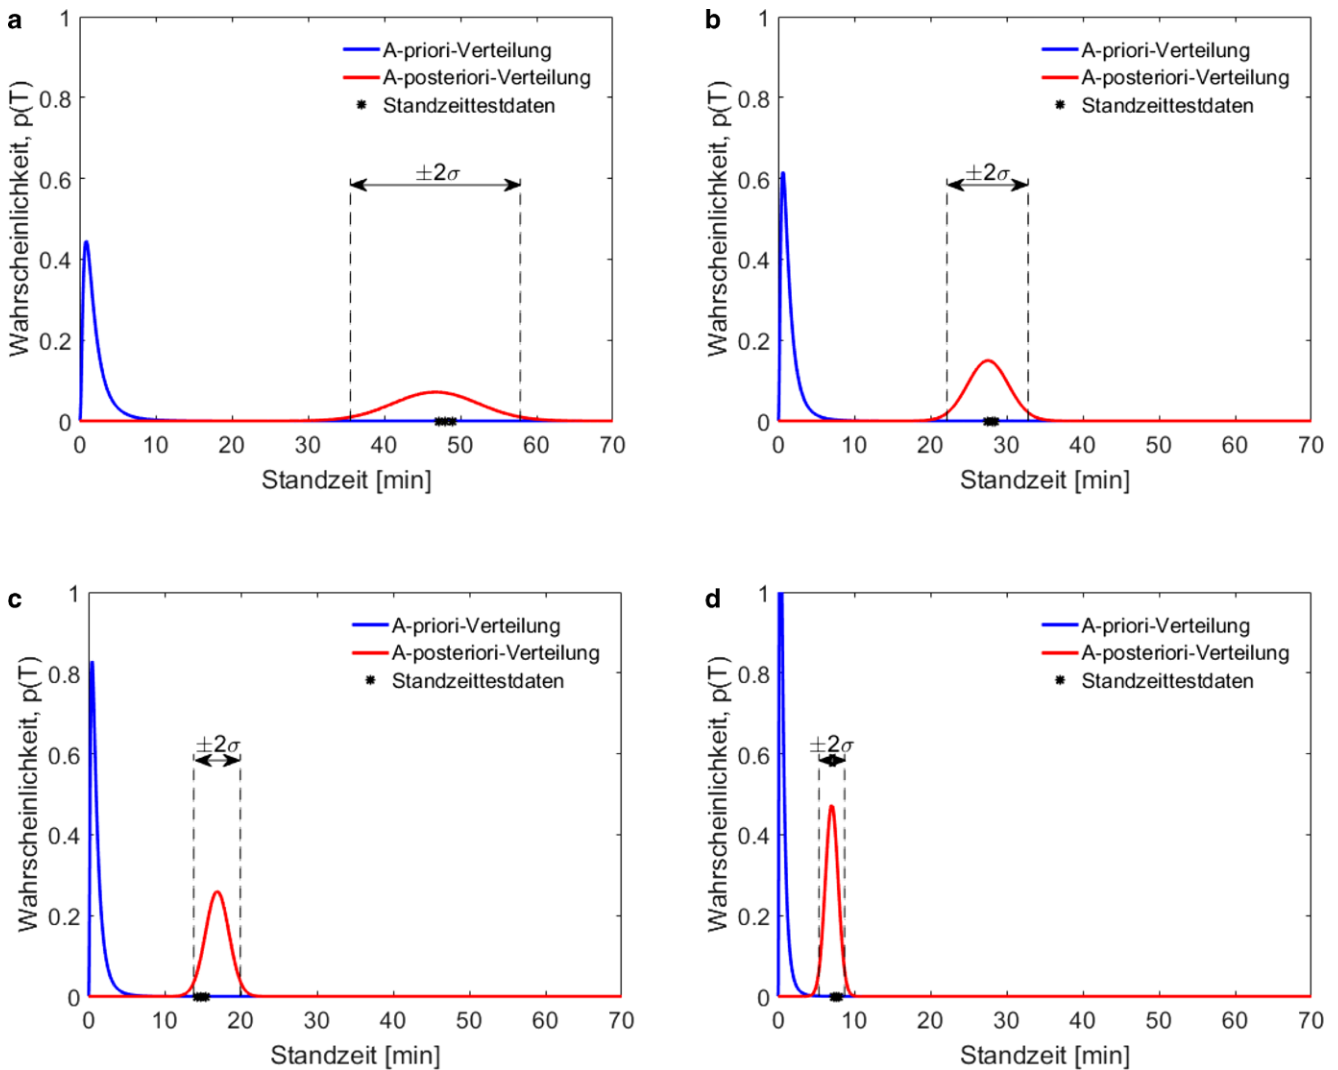 a
1
A-priori-Verteilung
A-posteriori-Verteilung
Standzeittestdaten
0.8
0.6
0.4
0.2
0
±2σ
Wahrscheinlichkeit, p(T)
0 10 20 30 40 50 60 70
Standzeit [min]
b
1
A-priori-Verteilung
A-posteriori-Verteilung
Standzeittestdaten
0.8
0.6
0.4
0.2
0
±2σ
Wahrscheinlichkeit, p(T)
0 10 20 30 40 50 60 70
Standzeit [min]
c
1
A-priori-Verteilung
A-posteriori-Verteilung
Standzeittestdaten
0.8
0.6
0.4
0.2
0
±2σ
Wahrscheinlichkeit, p(T)
0 10 20 30 40 50 60 70
Standzeit [min]
d
1
A-priori-Verteilung
A-posteriori-Verteilung
Standzeittestdaten
0.8
0.6
0.4
0.2
0
±2σ
Wahrscheinlichkeit, p(T)
0 10 20 30 40 50 60 70
Standzeit [min]